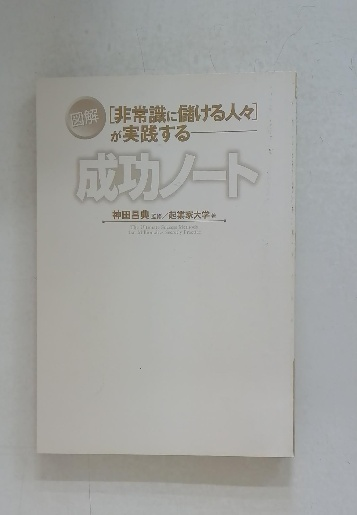 図解
[非常識に儲ける人々]
が実践する
成功ノート
神田昌典 監修／起業家大学 著